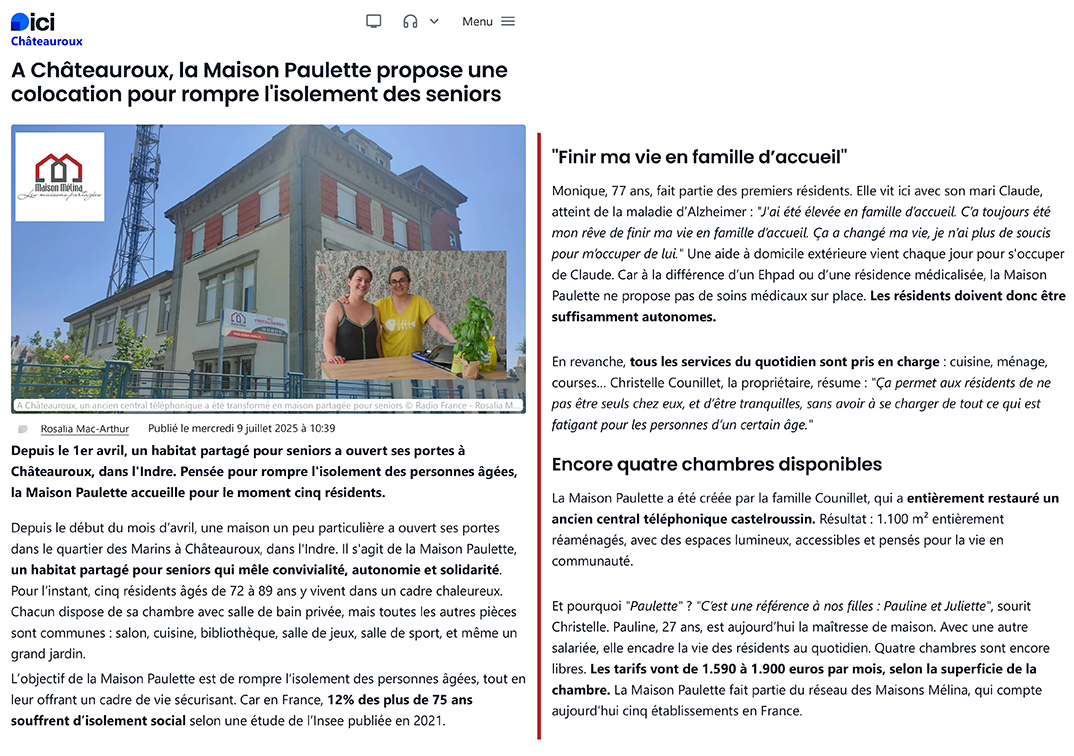 ici
Menu
Châteauroux
A Châteauroux, la Maison Paulette propose une
colocation pour rompre l'isolement des seniors
Maison Mélina
Les maisons partagées
A Châteauroux, un ancien central téléphonique a été transformé en maison partagée pour seniors © Radio France - Rosalia M...
Rosalia Mac-Arthur
Publié le mercredi 9 juillet 2025 à 10:39
Depuis le 1er avril, un habitat partagé pour seniors a ouvert ses portes à
Châteauroux, dans l'Indre. Pensée pour rompre l'isolement des personnes âgées,
la Maison Paulette accueille pour le moment cinq résidents.
Depuis le début du mois d'avril, une maison un peu particulière a ouvert ses portes
dans le quartier des Marins à Châteauroux, dans l'Indre. Il s'agit de la Maison Paulette,
un habitat partagé pour seniors qui mêle convivialité, autonomie et solidarité.
Pour l'instant, cinq résidents âgés de 72 à 89 ans y vivent dans un cadre chaleureux.
Chacun dispose de sa chambre avec salle de bain privée, mais toutes les autres pièces
sont communes : salon, cuisine, bibliothèque, salle de jeux, salle de sport, et même un
grand jardin.
L'objectif de la Maison Paulette est de rompre l'isolement des personnes âgées, tout en
leur offrant un cadre de vie sécurisant. Car en France, 12% des plus de 75 ans
souffrent d'isolement social selon une étude de l'Insee publiée en 2021.
"Finir ma vie en famille d'accueil"
Monique, 77 ans, fait partie des premiers résidents. Elle vit ici avec son mari Claude,
atteint de la maladie d'Alzheimer : "J'ai été élevée en famille d'accueil. C'a toujours été
mon rêve de finir ma vie en famille d'accueil. Ça a changé ma vie, je n'ai plus de soucis
pour m'occuper de lui." Une aide à domicile extérieure vient chaque jour pour s'occuper
de Claude. Car à la différence d'un Ehpad ou d'une résidence médicalisée, la Maison
Paulette ne propose pas de soins médicaux sur place. Les résidents doivent donc être
suffisamment autonomes.
En revanche, tous les services du quotidien sont pris en charge : cuisine, ménage,
courses... Christelle Counillet, la propriétaire, résume : "Ça permet aux résidents de ne
pas être seuls chez eux, et d'être tranquilles, sans avoir à se charger de tout ce qui est
fatigant pour les personnes d'un certain âge."
Encore quatre chambres disponibles
La Maison Paulette a été créée par la famille Counillet, qui a entièrement restauré un
ancien central téléphonique castelroussin. Résultat : 1.100 m² entièrement
réaménagés, avec des espaces lumineux, accessibles et pensés pour la vie en
communauté.
Et pourquoi "Paulette" ? "C'est une référence à nos filles : Pauline et Juliette", sourit
Christelle. Pauline, 27 ans, est aujourd'hui la maîtresse de maison. Avec une autre
salariée, elle encadre la vie des résidents au quotidien. Quatre chambres sont encore
libres. Les tarifs vont de 1.590 à 1.900 euros par mois, selon la superficie de la
chambre. La Maison Paulette fait partie du réseau des Maisons Mélina, qui compte
aujourd'hui cinq établissements en France.